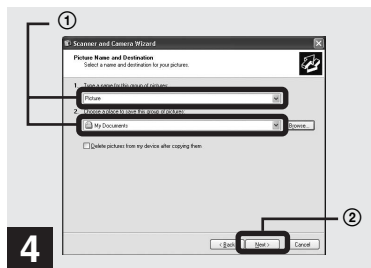 ①
Scanner and Camera Wizard
Picture Name and Destination
Select a name and destination for your pictures.
1. Type a name for this group of pictures:
Picture
2. Choose a place to save this group of pictures:
My Documents
Browse...
Delete pictures from my device after copying them
②
4
< Back
Next >
Cancel